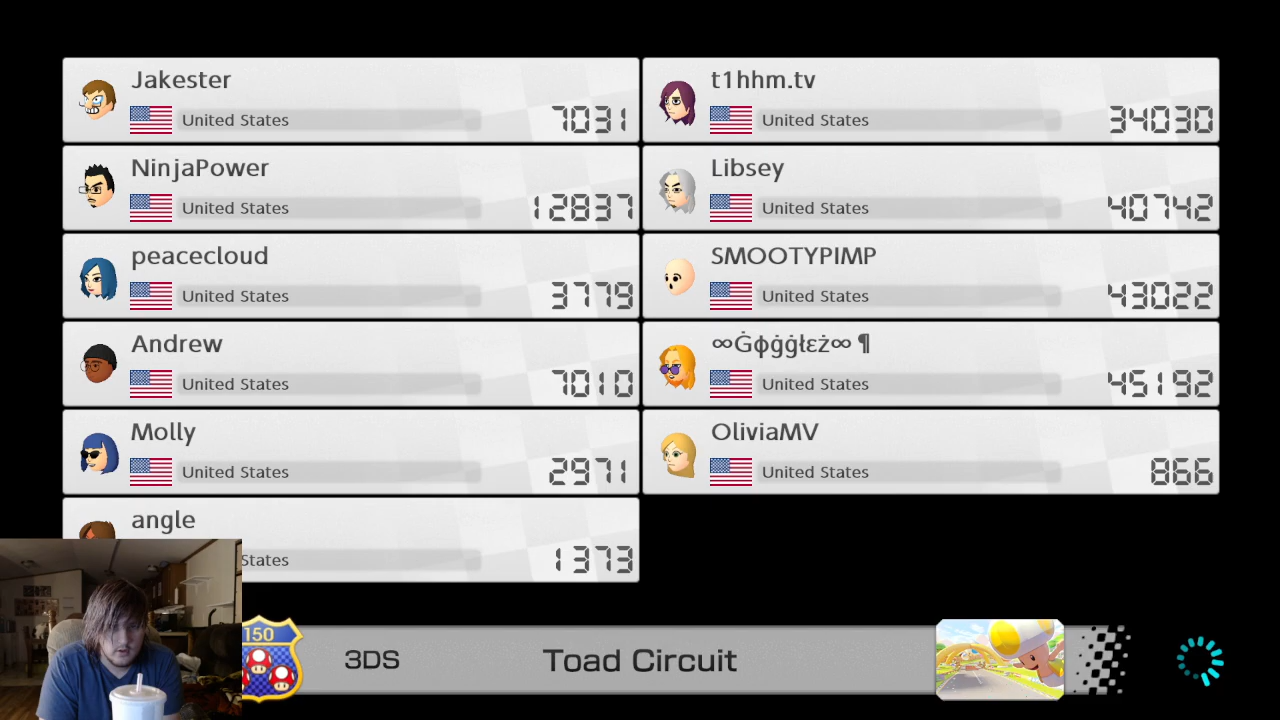 Jakester
United States
7031
NinjaPower
United States
12837
peacecloud
United States
3779
Andrew
United States
7010
Molly
United States
2971
angle
States
1373
t1hhm.tv
United States
34030
Libsey
United States
40742
SMOOTYPIMP
United States
43022
∞Ġϕġġłεż∞ ¶
United States
45192
OliviaMV
United States
866
150
3DS
Toad Circuit